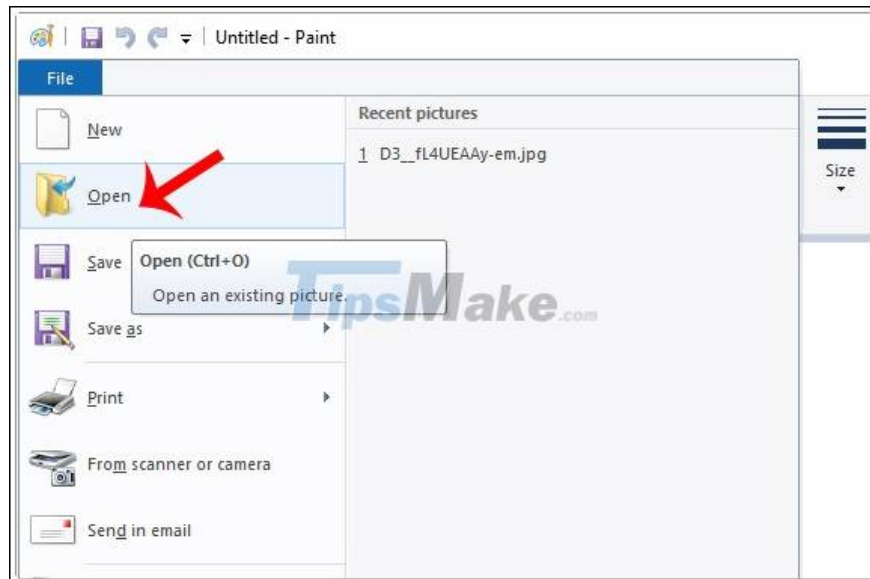 Untitled - Paint
File
New
Open
Save
Save as
Print
From scanner or camera
Send in email
Recent pictures
1 D3__fL4UEAAy-em.jpg
Size
Open (Ctrl+O)
Open an existing picture.
TipsMake.com